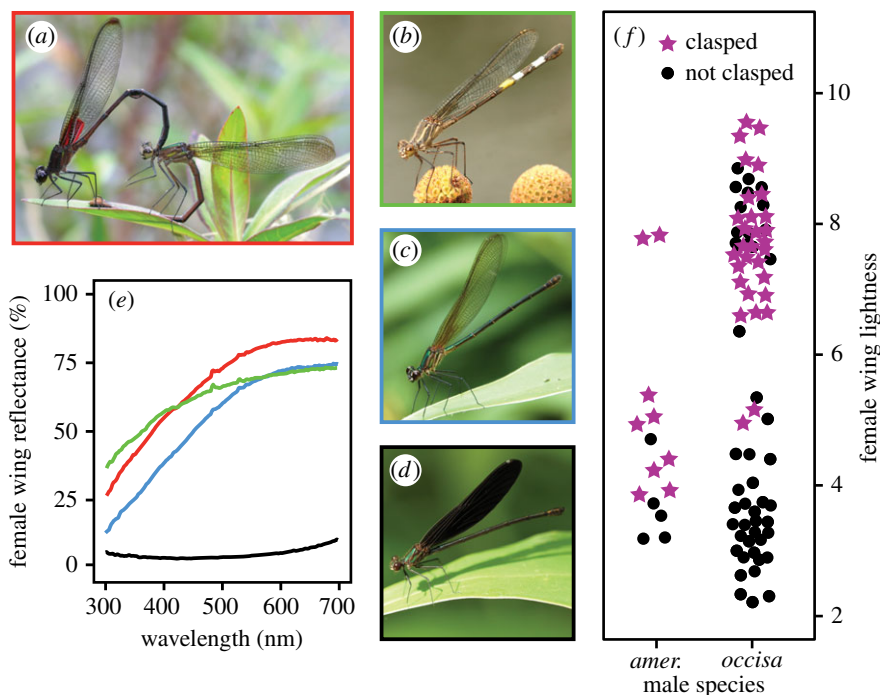 (a)
(b)
(c)
(d)
(e)
female wing reflectance (%)
100
75
50
25
0
300 400 500 600 700
wavelength (nm)
(f)
clasped
not clasped
10
8
6
4
2
female wing lightness
amer. occisa
male species